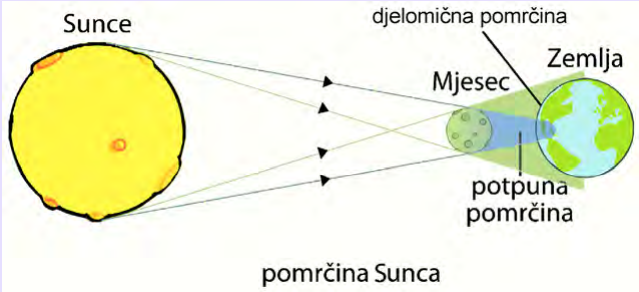 Sunce
djelomična pomrčina
Zemlja
Mjesec
potpuna
pomrčina
pomrčina Sunca